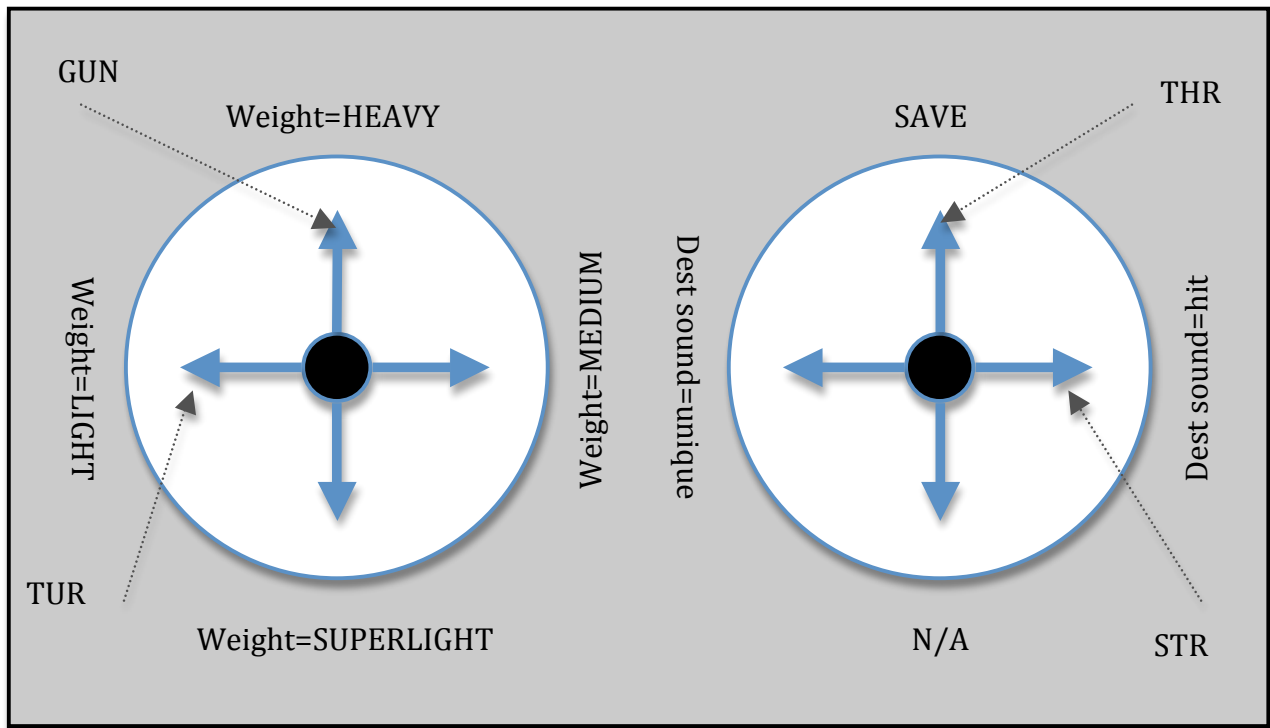 GUN
THR
Weight=HEAVY
SAVE
Weight=LIGHT
Weight=MEDIUM
Dest sound=unique
Dest sound=hit
TUR
Weight=SUPERLIGHT
N/A
STR